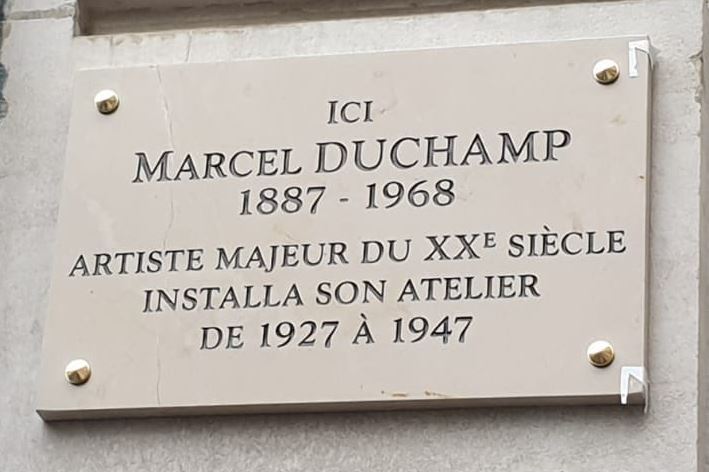 ICI
MARCEL DUCHAMP
1887 - 1968
ARTISTE MAJEUR DU XXE SIÈCLE
INSTALLA SON ATELIER
DE 1927 À 1947